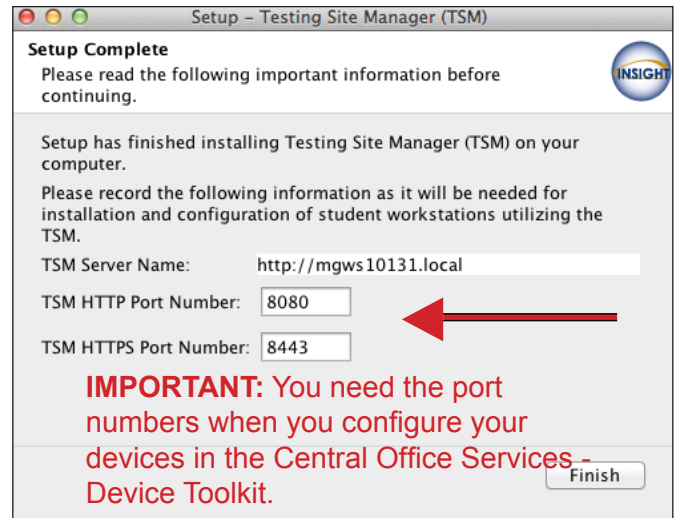 Setup – Testing Site Manager (TSM)
Setup Complete
Please read the following important information before
continuing.
INSIGHT
Setup has finished installing Testing Site Manager (TSM) on your
computer.
Please record the following information as it will be needed for
installation and configuration of student workstations utilizing the
TSM.
TSM Server Name: http://mgws10131.local
TSM HTTP Port Number: 8080
TSM HTTPS Port Number: 8443
IMPORTANT: You need the port
numbers when you configure your
devices in the Central Office Services -
Device Toolkit.
Finish